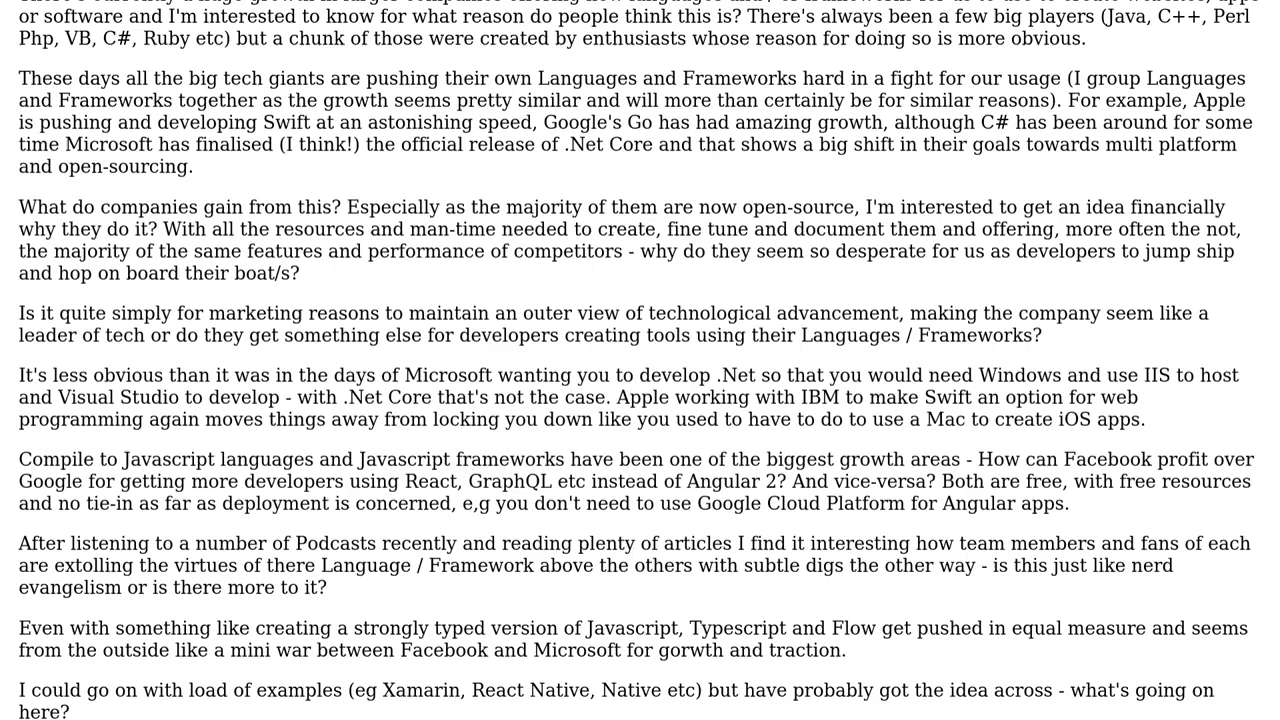 or software and I'm interested to know for what reason do people think this is? There's always been a few big players (Java, C++, Perl
Php, VB, C#, Ruby etc) but a chunk of those were created by enthusiasts whose reason for doing so is more obvious.
These days all the big tech giants are pushing their own Languages and Frameworks hard in a fight for our usage (I group Languages
and Frameworks together as the growth seems pretty similar and will more than certainly be for similar reasons). For example, Apple
is pushing and developing Swift at an astonishing speed, Google's Go has had amazing growth, although C# has been around for some
time Microsoft has finalised (I think!) the official release of .Net Core and that shows a big shift in their goals towards multi platform
and open-sourcing.
What do companies gain from this? Especially as the majority of them are now open-source, I'm interested to get an idea financially
why they do it? With all the resources and man-time needed to create, fine tune and document them and offering, more often the not,
the majority of the same features and performance of competitors - why do they seem so desperate for us as developers to jump ship
and hop on board their boat/s?
Is it quite simply for marketing reasons to maintain an outer view of technological advancement, making the company seem like a
leader of tech or do they get something else for developers creating tools using their Languages / Frameworks?
It's less obvious than it was in the days of Microsoft wanting you to develop .Net so that you would need Windows and use IIS to host
and Visual Studio to develop - with .Net Core that's not the case. Apple working with IBM to make Swift an option for web
programming again moves things away from locking you down like you used to have to do to use a Mac to create iOS apps.
Compile to Javascript languages and Javascript frameworks have been one of the biggest growth areas - How can Facebook profit over
Google for getting more developers using React, GraphQL etc instead of Angular 2? And vice-versa? Both are free, with free resources
and no tie-in as far as deployment is concerned, e,g you don't need to use Google Cloud Platform for Angular apps.
After listening to a number of Podcasts recently and reading plenty of articles I find it interesting how team members and fans of each
are extolling the virtues of there Language / Framework above the others with subtle digs the other way - is this just like nerd
evangelism or is there more to it?
Even with something like creating a strongly typed version of Javascript, Typescript and Flow get pushed in equal measure and seems
from the outside like a mini war between Facebook and Microsoft for gorwth and traction.
I could go on with load of examples (eg Xamarin, React Native, Native etc) but have probably got the idea across - what's going on
here?